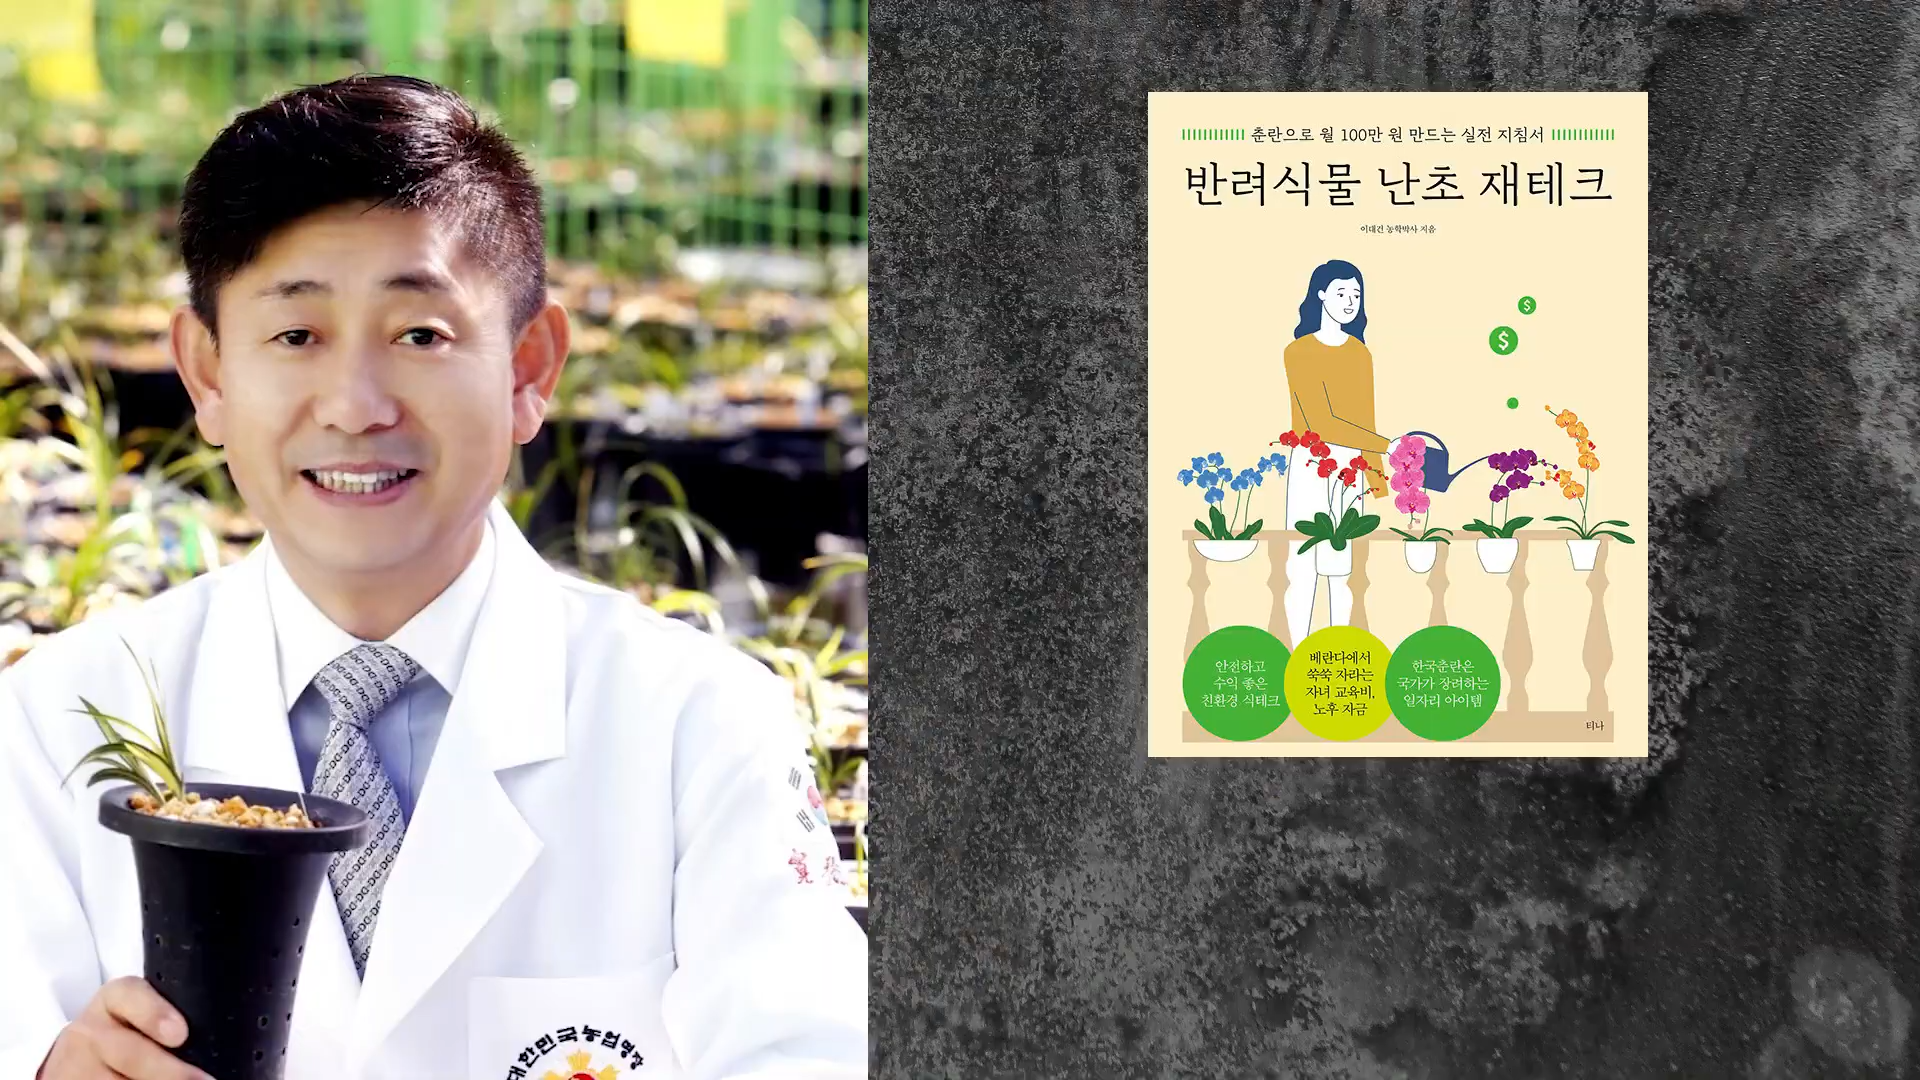 춘란으로 월 100만 원 만드는 실전 지침서
반려식물 난초 재테크
이대건 농학박사 지음
안전하고
수익 좋은
친환경 식테크
베란다에서
쑥쑥 자라는
자녀 교육비,
노후 자금
한국춘란은
국가가 장려하는
일자리 아이템
티나
대한민국농업명장